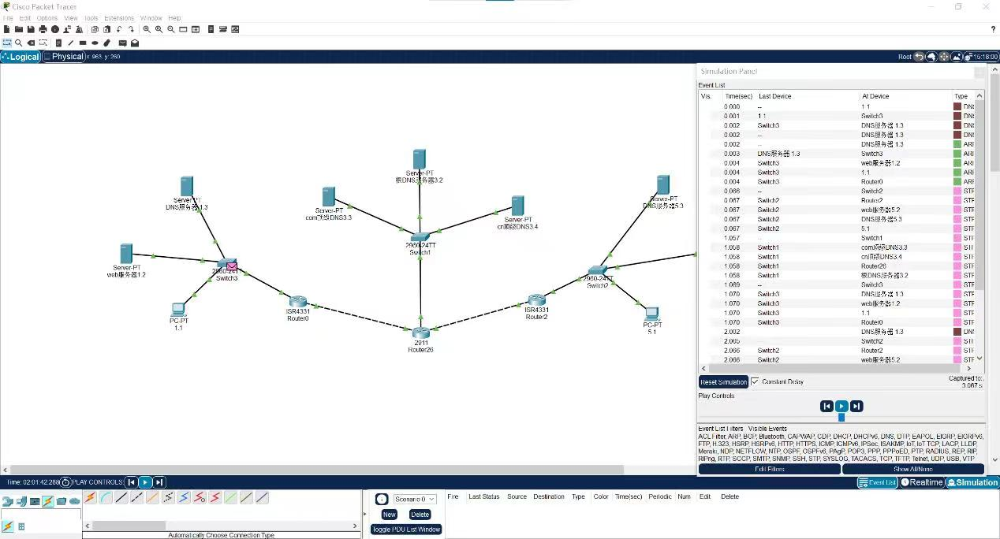 Cisco Packet Tracer
File Edit Options View Tools Extensions Window Help
?
Logical Physical x: 963, y: 260
Root 15:18:00
Server-PT
DNS服务器 1.3
Server-PT
web服务器1.2
PC-PT
1.1
2960-24TT
Switch3
ISR4331
Router0
Server-PT
com顶级DNS3.3
Server-PT
根DNS服务器3.2
Server-PT
cn顶级DNS3.4
2960-24TT
Switch1
2911
Router26
ISR4331
Router2
2960-24TT
Switch2
Server-PT
DNS服务器5.3
PC-PT
5.1
Simulation Panel
Event List
Vis. Time(sec) Last Device At Device Type
0.000 -- 1.1 DNS
0.001 1.1 Switch3 DNS
0.002 Switch3 DNS服务器 1.3 DNS
0.002 -- DNS服务器 1.3 DNS
0.002 -- DNS服务器 1.3 ARF
0.003 DNS服务器 1.3 Switch3 ARF
0.004 Switch3 web服务器1.2 ARF
0.004 Switch3 1.1 ARF
0.004 Switch3 Router0 ARF
0.066 -- Switch2 STF
0.067 Switch2 Router2 STF
0.067 Switch2 web服务器5.2 STF
0.067 Switch2 DNS服务器5.3 STF
0.067 Switch2 5.1 STF
1.057 -- Switch1 STF
1.058 Switch1 com顶级DNS3.3 STF
1.058 Switch1 cn顶级DNS3.4 STF
1.058 Switch1 Router26 STF
1.058 Switch1 根DNS服务器3.2 STF
1.069 -- Switch3 STF
1.070 Switch3 DNS服务器 1.3 STF
1.070 Switch3 web服务器1.2 STF
1.070 Switch3 1.1 STF
1.070 Switch3 Router0 STF
2.002 DNS服务器 1.3 DNS
2.065 Switch2 STF
2.066 Switch2 Router2 STF
2.066 Switch2 web服务器5.2 STF
Reset Simulation Constant Delay Captured to:
3.067 s
Play Controls
Event List Filters - Visible Events
ACL Filter, ARP, BGP, Bluetooth, CAPWAP, CDP, DHCP, DHCPv6, DNS, DTP, EAPOL, EIGRP, EIGRPv6,
FTP, H.323, HSRP, HSRPv6, HTTP, HTTPS, ICMP, ICMPv6, IPSec, ISAKMP, IoT, IoT TCP, LACP, LLDP,
Meraki, NDP, NETFLOW, NTP, OSPF, OSPFv6, PAgP, POP3, PPP, PPPoED, PTP, RADIUS, REP, RIP,
RIPng, RTP, SCCP, SMTP, SNMP, SSH, STP, SYSLOG, TACACS, TCP, TFTP, Telnet, UDP, USB, VTP
Edit Filters Show All/None
Time: 02:01:42.288 PLAY CONTROLS:
Event List Realtime Simulation
Scenario 0
New Delete
Toggle PDU List Window
Fire Last Status Source Destination Type Color Time(sec) Periodic Num Edit Delete
Automatically Choose Connection Type